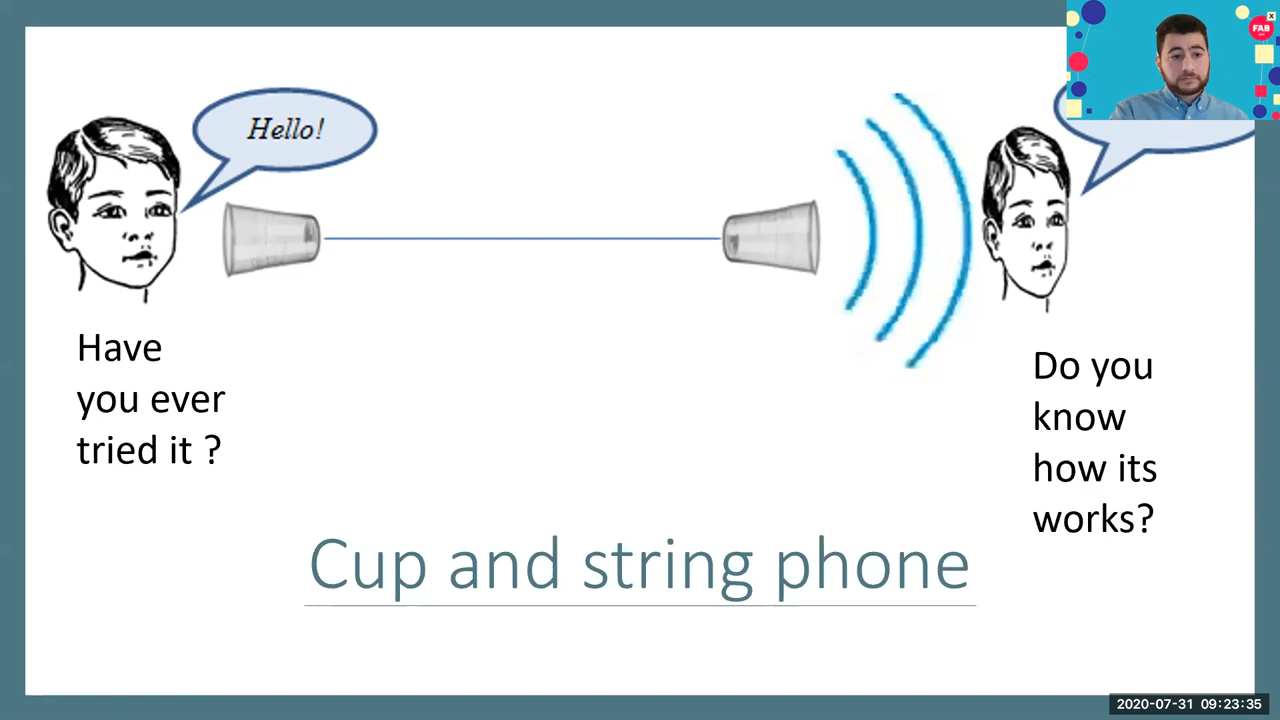 Hello!
Have
you ever
tried it ?
Do you
know
how its
works?
Cup and string phone
FAB
x
2020-07-31 09:23:35